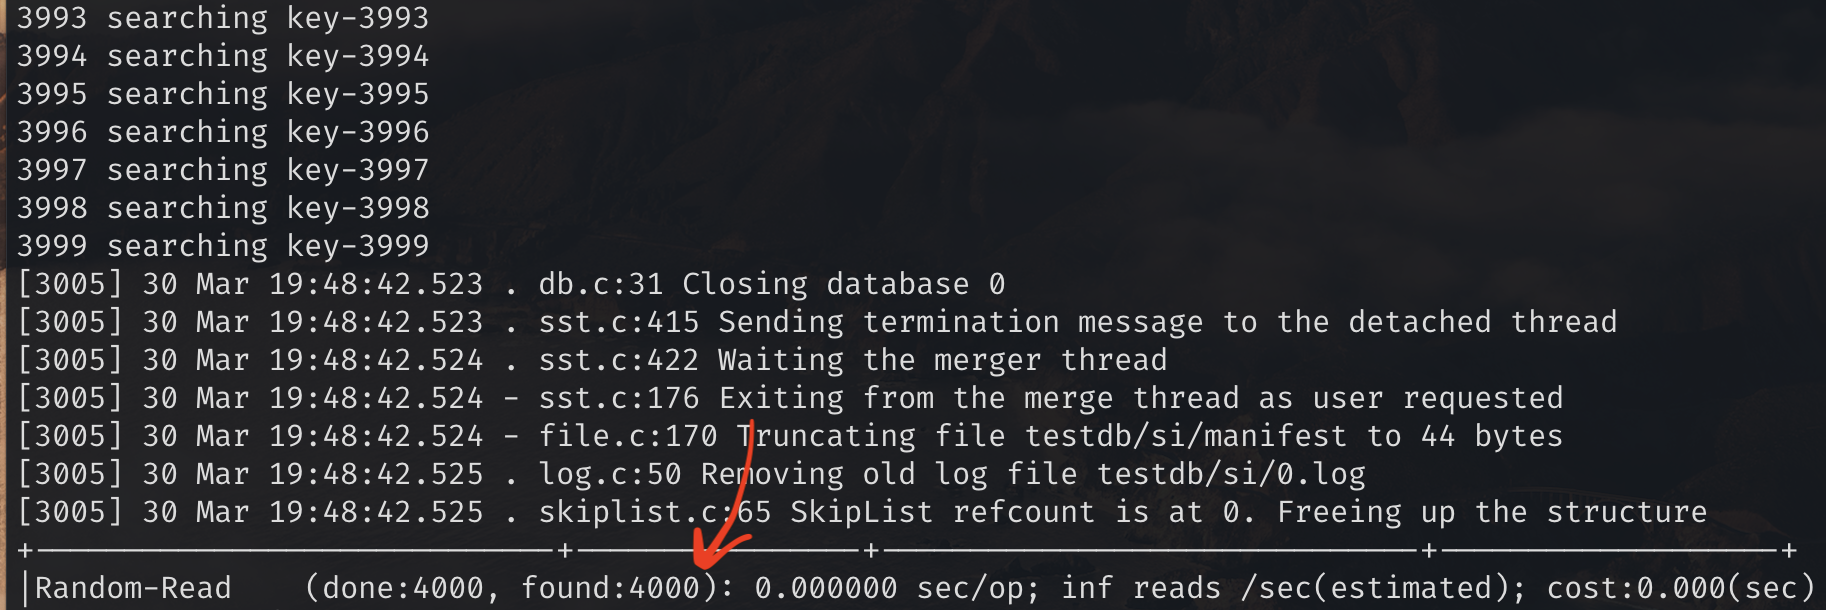 3993 searching key-3993
3994 searching key-3994
3995 searching key-3995
3996 searching key-3996
3997 searching key-3997
3998 searching key-3998
3999 searching key-3999
[3005] 30 Mar 19:48:42.523 . db.c:31 Closing database 0
[3005] 30 Mar 19:48:42.523 . sst.c:415 Sending termination message to the detached thread
[3005] 30 Mar 19:48:42.524 . sst.c:422 Waiting the merger thread
[3005] 30 Mar 19:48:42.524 - sst.c:176 Exiting from the merge thread as user requested
[3005] 30 Mar 19:48:42.524 - file.c:170 Truncating file testdb/si/manifest to 44 bytes
[3005] 30 Mar 19:48:42.525 . log.c:50 Removing old log file testdb/si/0.log
[3005] 30 Mar 19:48:42.525 . skiplist.c:65 SkipList refcount is at 0. Freeing up the structure
+-----------------------------+----------------+------------------------------+-------------------+
|Random-Read    (done:4000, found:4000): 0.000000 sec/op; inf reads /sec(estimated); cost:0.000(sec)